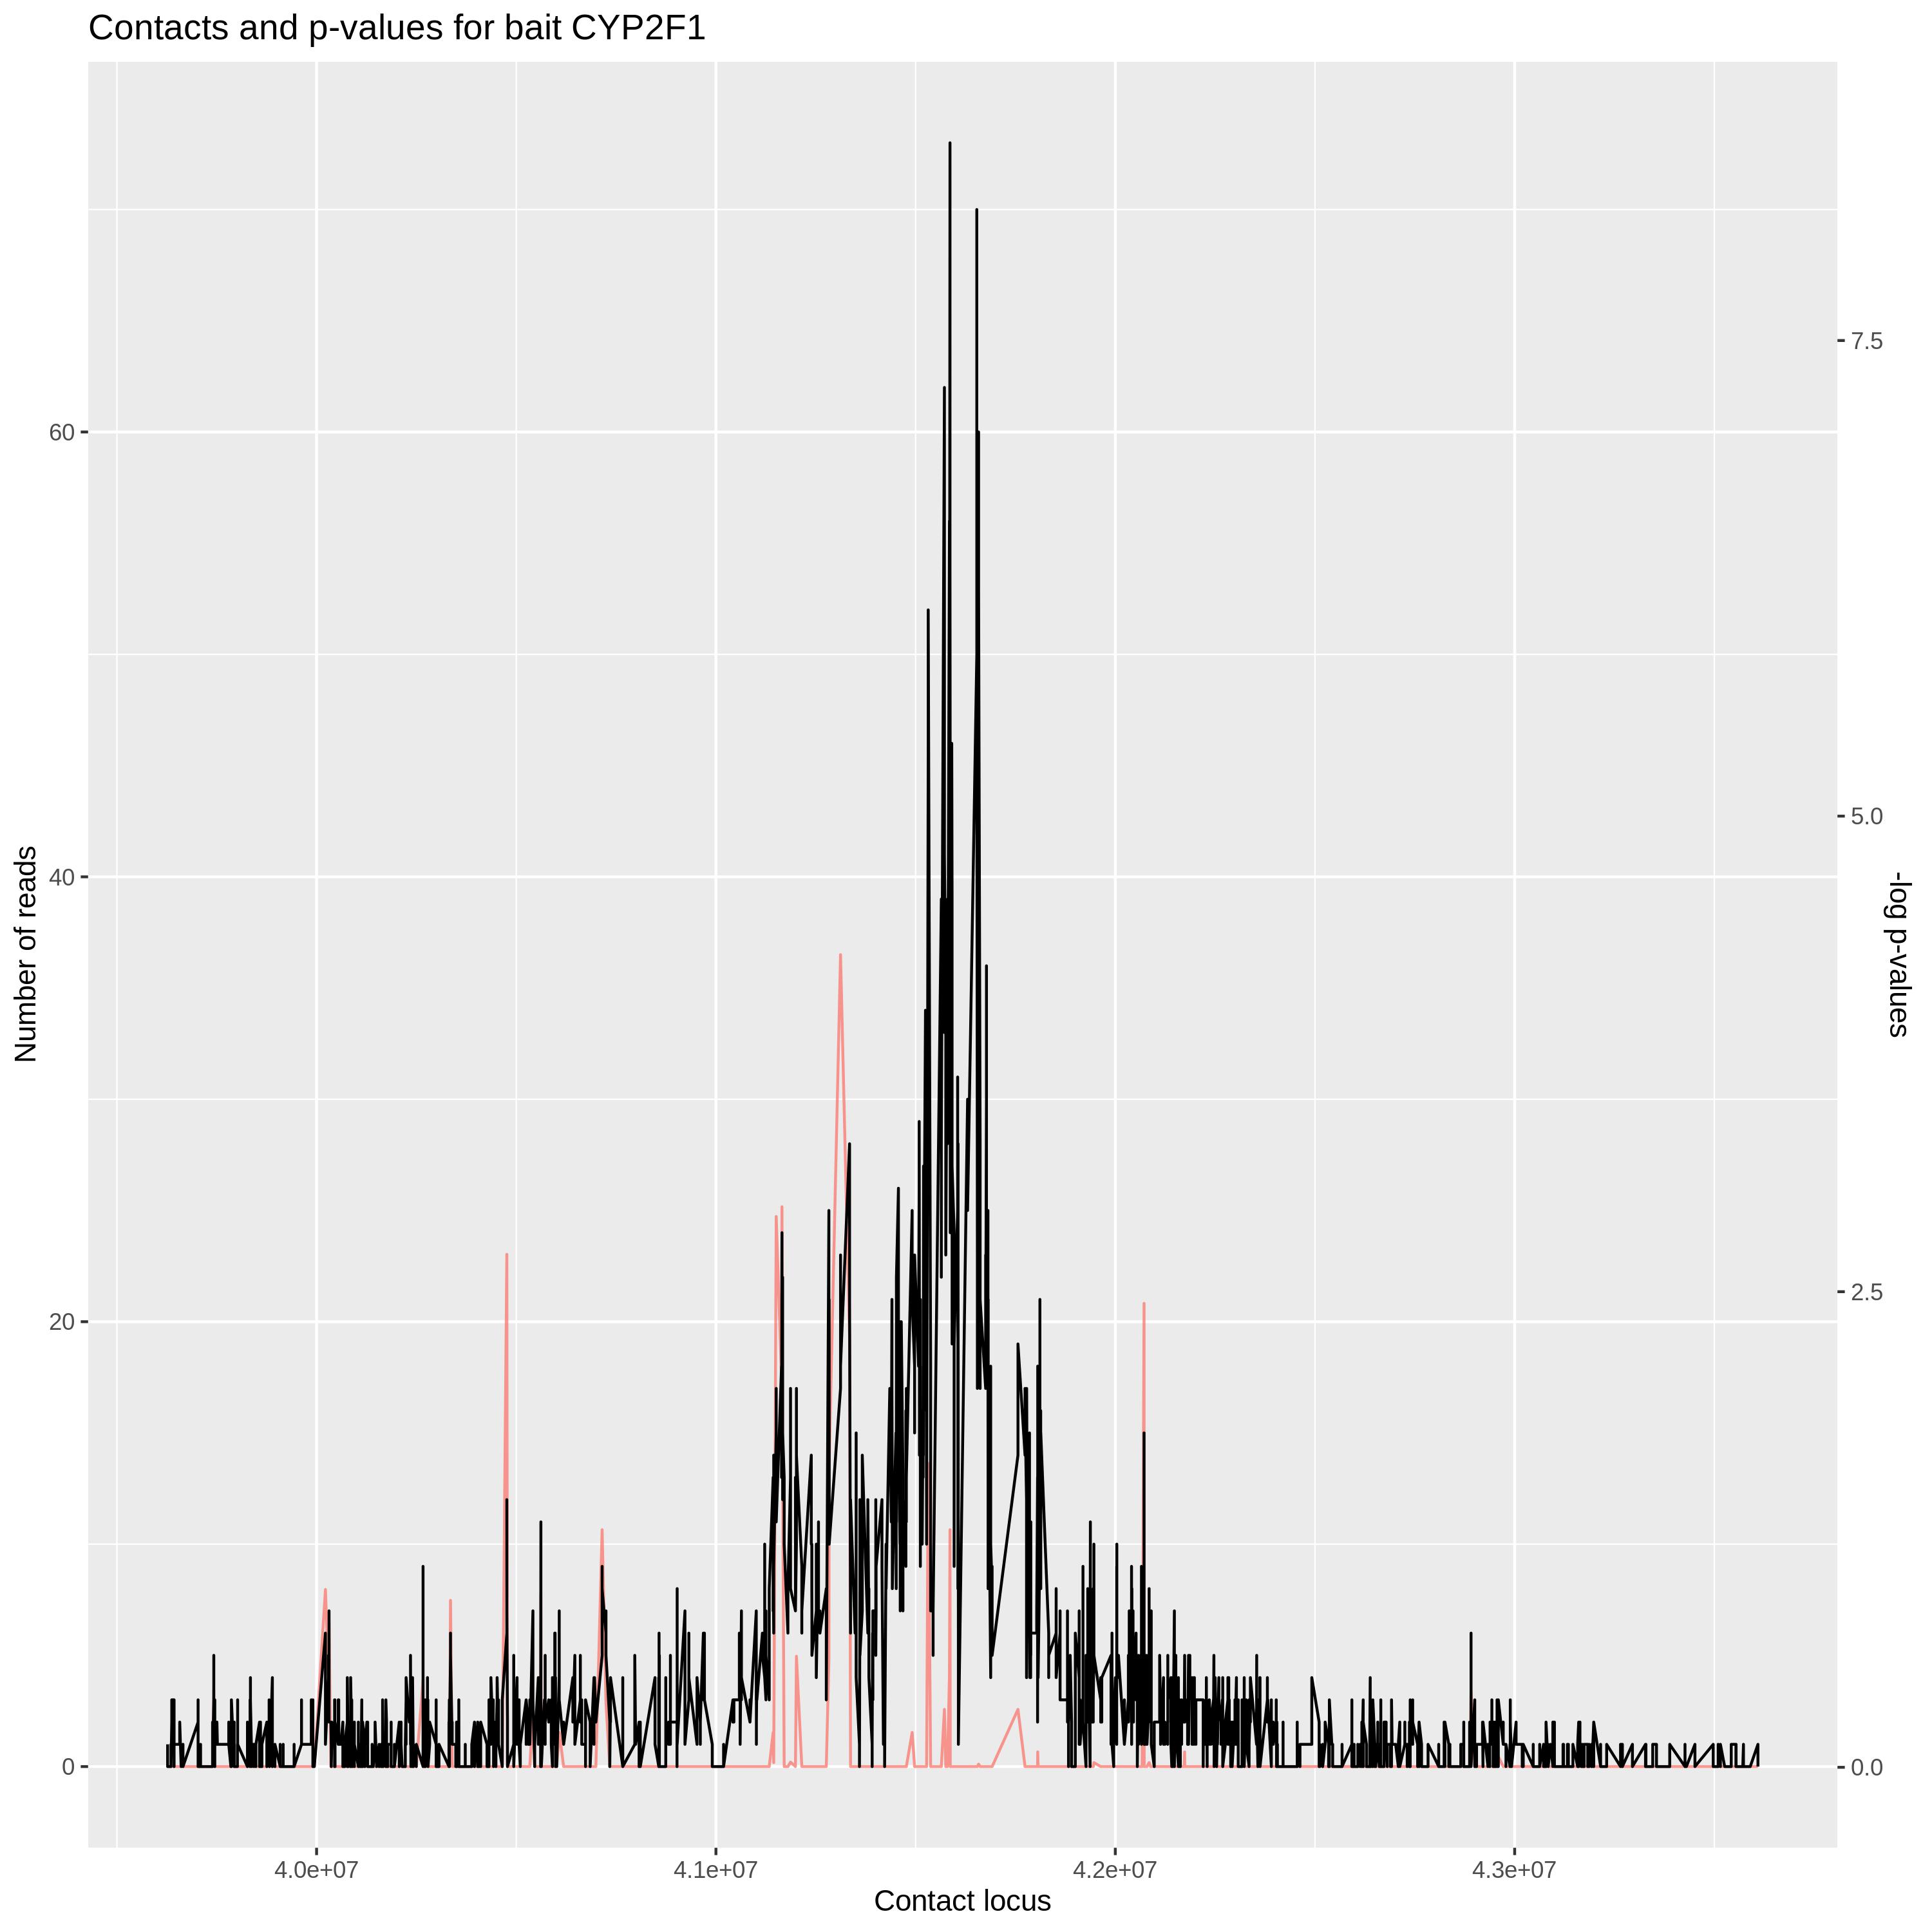 Contacts and p-values for bait CYP2F1
Number of reads
60
40
20
0
7.5
5.0
2.5
0.0
-log p-values
4.0e+07 4.1e+07 4.2e+07 4.3e+07
Contact locus